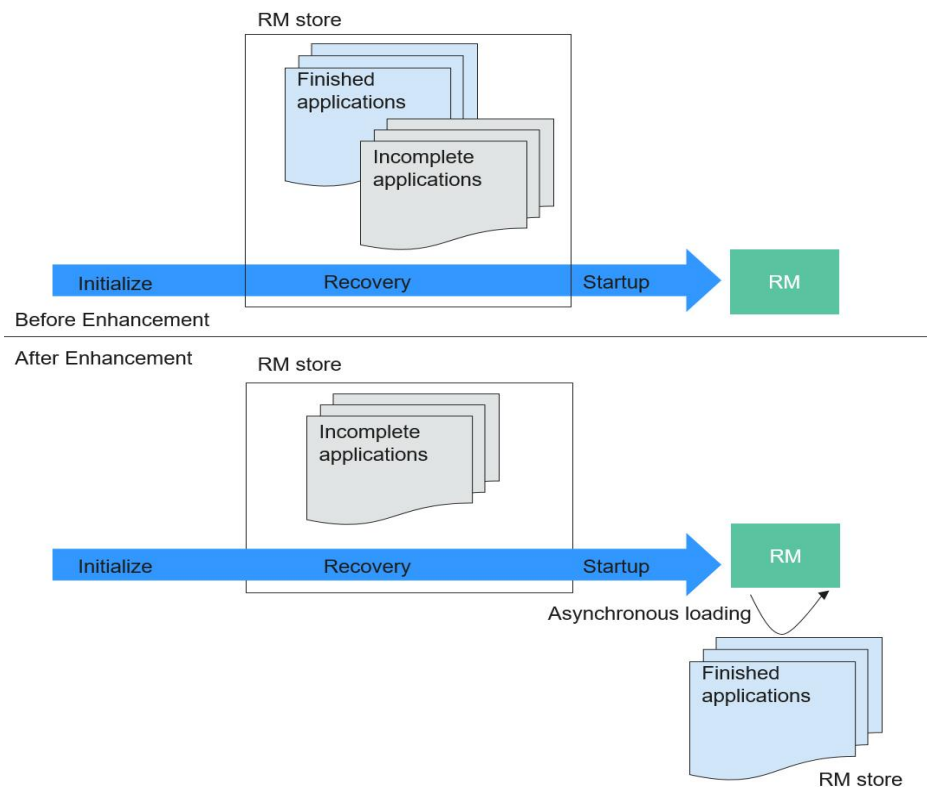 RM store
Finished
applications
Incomplete
applications
Initialize
Recovery
Startup
RM
Before Enhancement
After Enhancement
RM store
Incomplete
applications
Initialize
Recovery
Startup
RM
Asynchronous loading
Finished
applications
RM store